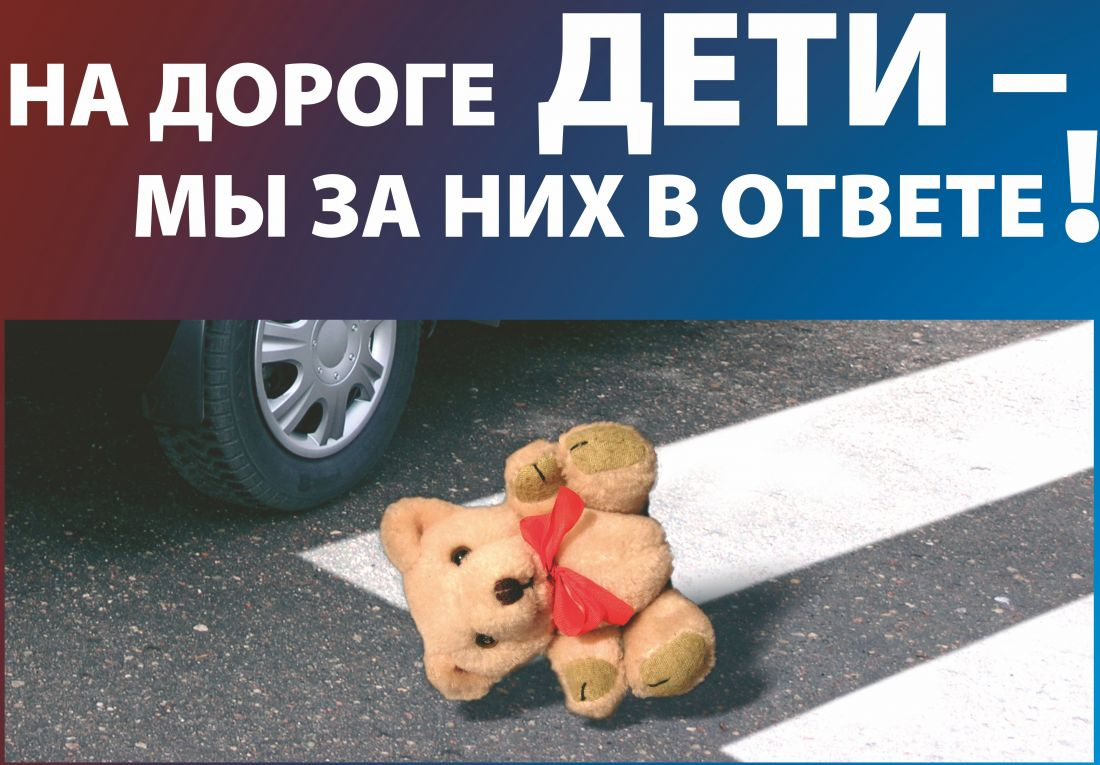 НА ДОРОГЕ ДЕТИ –
МЫ ЗА НИХ В ОТВЕТЕ!